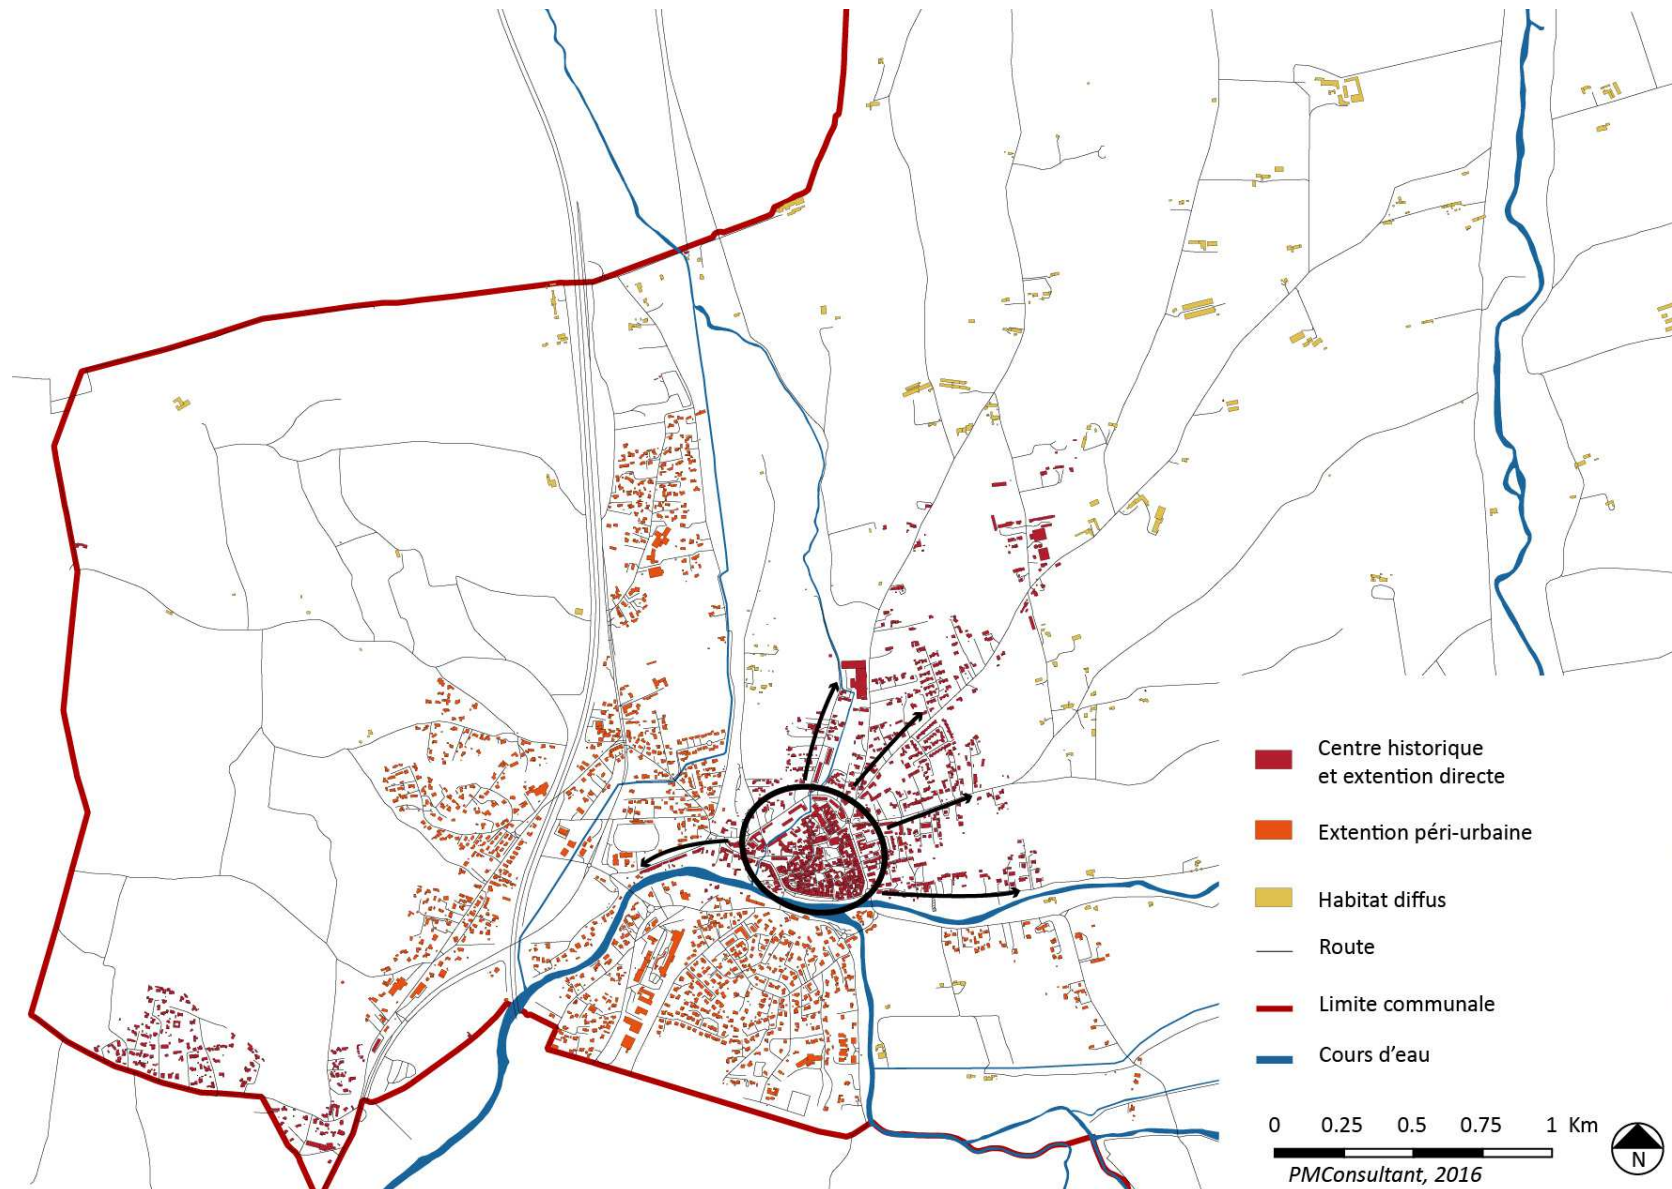 Centre historique
et extention directe
Extention péri-urbaine
Habitat diffus
Route
Limite communale
Cours d'eau
0 0.25 0.5 0.75 1 Km
PMConsultant, 2016
N